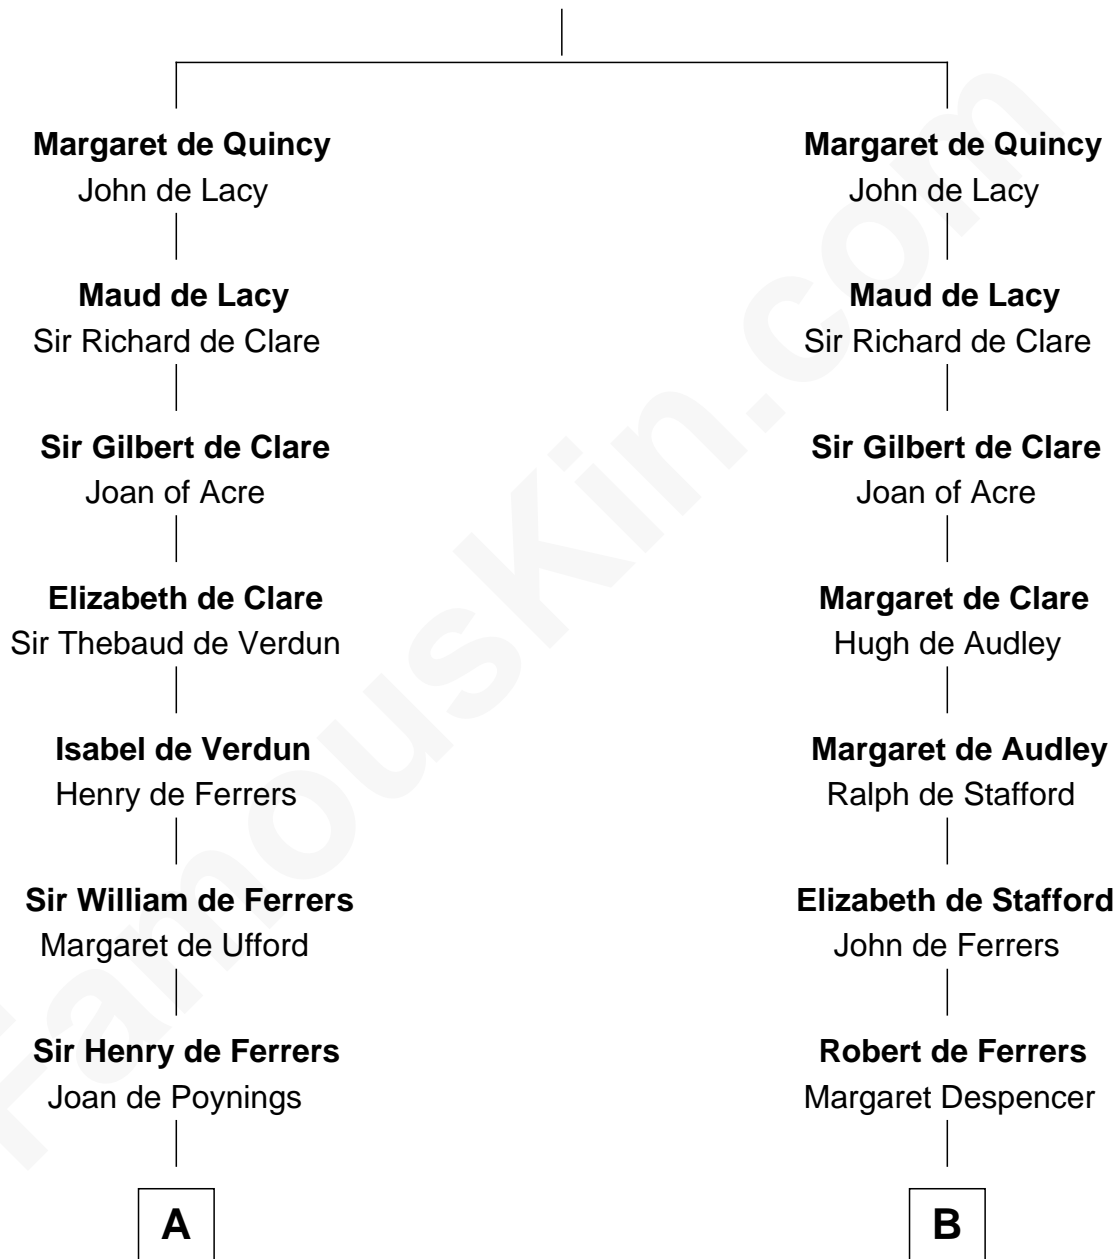 Margaret de Quincy
John de Lacy
Maud de Lacy
Sir Richard de Clare
Sir Gilbert de Clare
Joan of Acre
Elizabeth de Clare
Sir Thebaud de Verdun
Isabel de Verdun
Henry de Ferrers
Sir William de Ferrers
Margaret de Ufford
Sir Henry de Ferrers
Joan de Poynings
A
Margaret de Quincy
John de Lacy
Maud de Lacy
Sir Richard de Clare
Sir Gilbert de Clare
Joan of Acre
Margaret de Clare
Hugh de Audley
Margaret de Audley
Ralph de Stafford
Elizabeth de Stafford
John de Ferrers
Robert de Ferrers
Margaret Despencer
B
FamousKin.com